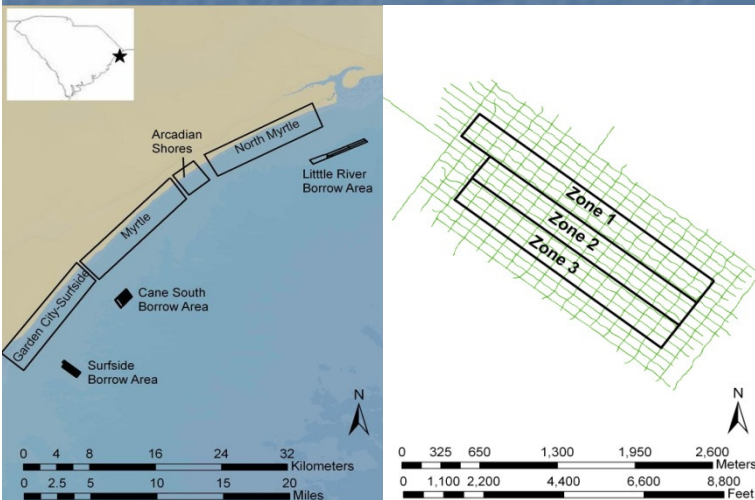 Arcadian
Shores
North Myrtle
Litttle River
Borrow Area
Myrtle
Cane South
Borrow Area
Garden City-Surfside
Surfside
Borrow Area
N
0 4 8 16 24 32
Kilometers
0 2.5 5 10 15 20
Miles
Zone 1
Zone 2
Zone 3
N
0 325 650 1,300 1,950 2,600
Meters
0 1,100 2,200 4,400 6,600 8,800
Feet